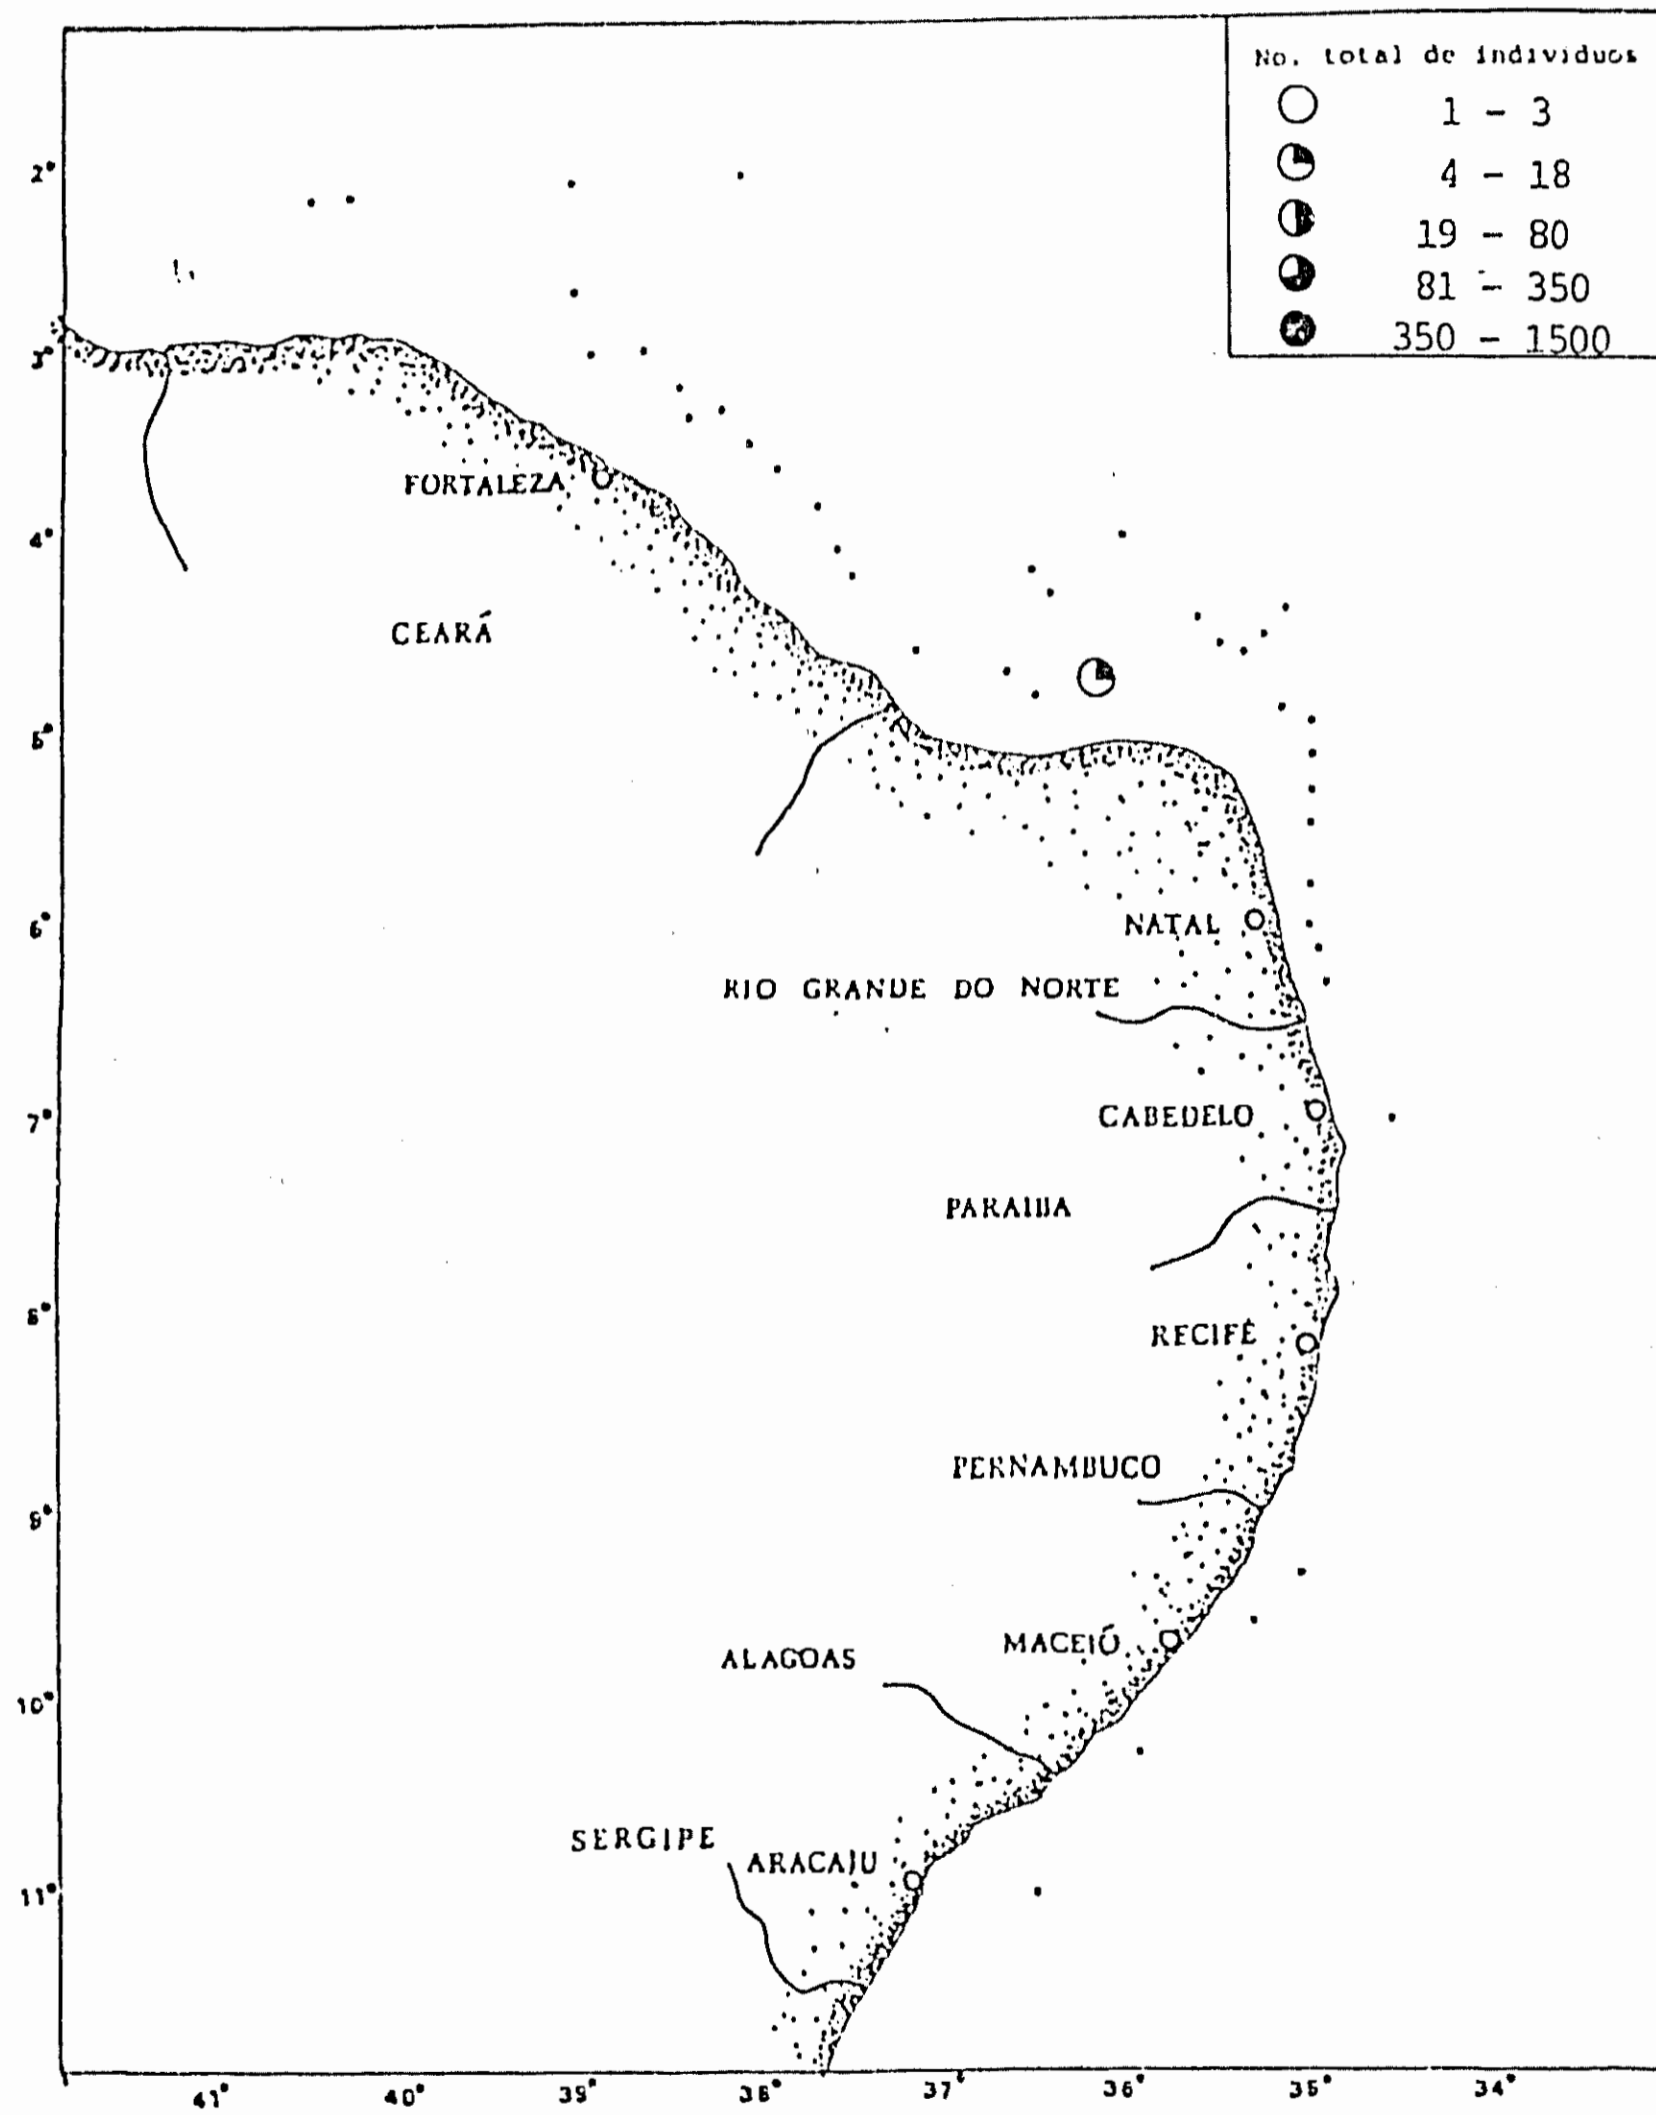 No. total de indivíduos
1 - 3
4 - 18
19 - 80
81 - 350
350 - 1500
2°
3°
FORTALEZA
4°
CEARÁ
5°
6°
NATAL
RIO GRANDE DO NORTE
7°
CABEDELO
PARAIBA
8°
RECIFE
PERNAMBUCO
9°
MACEIÓ
ALAGOAS
10°
SERGIPE
ARACAJU
11°
41° 40° 39° 38° 37° 36° 35° 34°